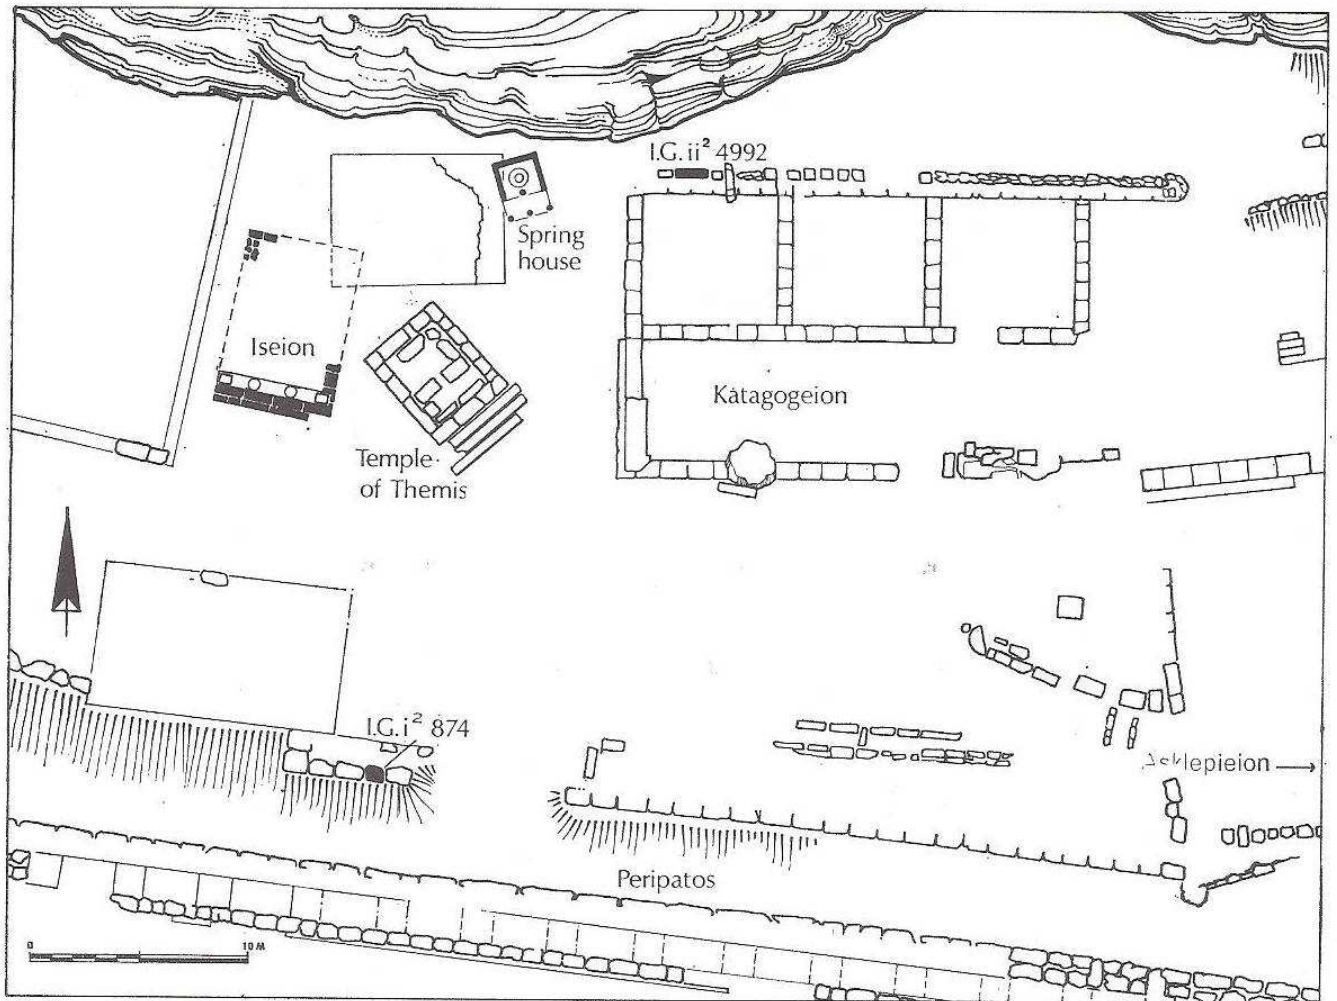 I.G. ii² 4992
Spring
house
Iseion
Katagogeion
Temple
of Themis
I.G. i² 874
Asklepieion
Peripatos
0 10 M